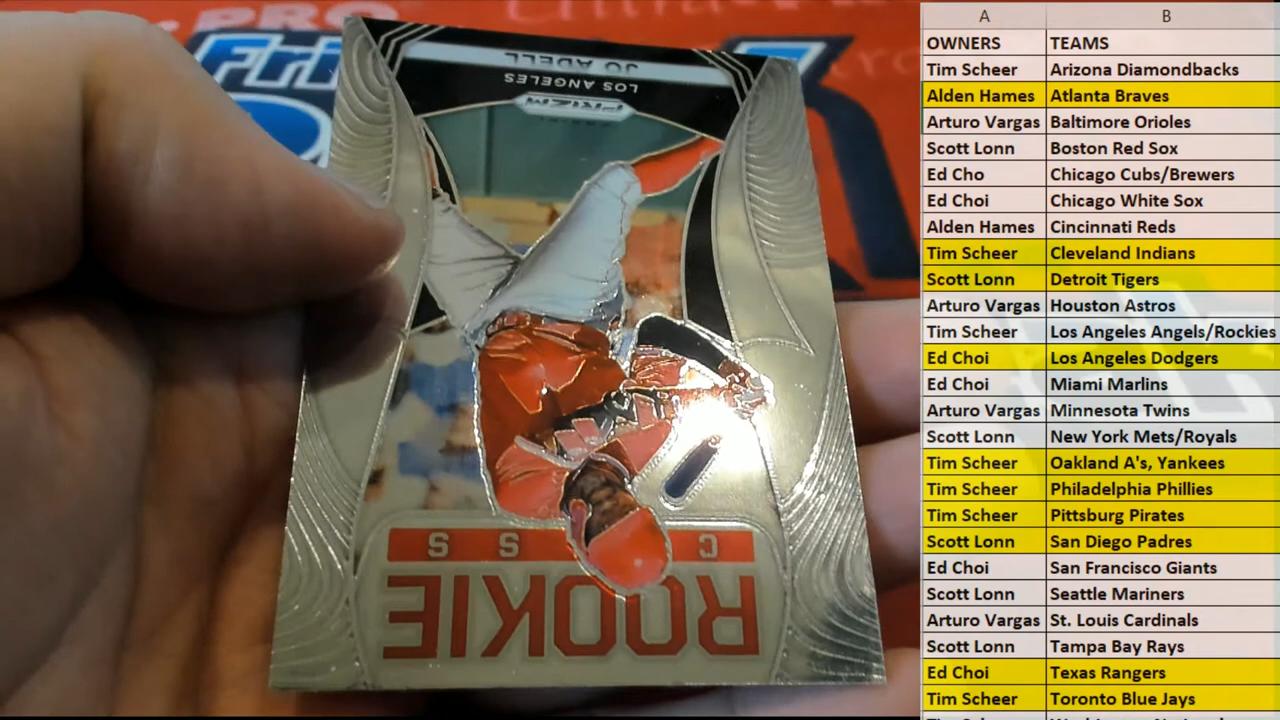 JO ADELL
LOS ANGELES
PRIZM
C SS
ROOKIE
Fri
A B
OWNERS TEAMS
Tim Scheer Arizona Diamondbacks
Alden Hames Atlanta Braves
Arturo Vargas Baltimore Orioles
Scott Lonn Boston Red Sox
Ed Cho Chicago Cubs/Brewers
Ed Choi Chicago White Sox
Alden Hames Cincinnati Reds
Tim Scheer Cleveland Indians
Scott Lonn Detroit Tigers
Arturo Vargas Houston Astros
Tim Scheer Los Angeles Angels/Rockies
Ed Choi Los Angeles Dodgers
Ed Choi Miami Marlins
Arturo Vargas Minnesota Twins
Scott Lonn New York Mets/Royals
Tim Scheer Oakland A's, Yankees
Tim Scheer Philadelphia Phillies
Tim Scheer Pittsburg Pirates
Scott Lonn San Diego Padres
Ed Choi San Francisco Giants
Scott Lonn Seattle Mariners
Arturo Vargas St. Louis Cardinals
Scott Lonn Tampa Bay Rays
Ed Choi Texas Rangers
Tim Scheer Toronto Blue Jays